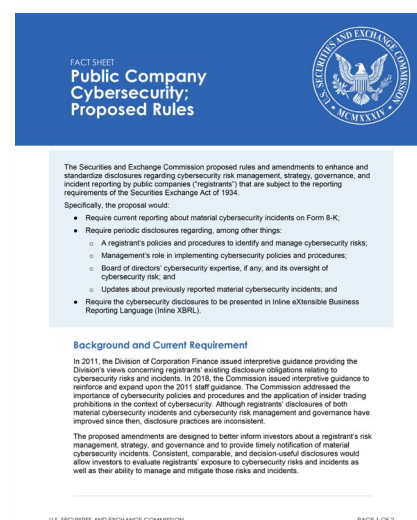 FACT SHEET
Public Company
Cybersecurity;
Proposed Rules
U.S. SECURITIES AND EXCHANGE COMMISSION
MCMXXXIV
The Securities and Exchange Commission proposed rules and amendments to enhance and
standardize disclosures regarding cybersecurity risk management, strategy, governance, and
incident reporting by public companies (“registrants”) that are subject to the reporting
requirements of the Securities Exchange Act of 1934.
Specifically, the proposal would:
• Require current reporting about material cybersecurity incidents on Form 8-K;
• Require periodic disclosures regarding, among other things:
o A registrant’s policies and procedures to identify and manage cybersecurity risks;
o Management’s role in implementing cybersecurity policies and procedures;
o Board of directors’ cybersecurity expertise, if any, and its oversight of
cybersecurity risk; and
o Updates about previously reported material cybersecurity incidents; and
• Require the cybersecurity disclosures to be presented in Inline eXtensible Business
Reporting Language (Inline XBRL).
Background and Current Requirement
In 2011, the Division of Corporation Finance issued interpretive guidance providing the
Division’s views concerning registrants’ existing disclosure obligations relating to
cybersecurity risks and incidents. In 2018, the Commission issued interpretive guidance to
reinforce and expand upon the 2011 staff guidance. The Commission addressed the
importance of cybersecurity policies and procedures and the application of insider trading
prohibitions in the context of cybersecurity. Although registrants’ disclosures of both
material cybersecurity incidents and cybersecurity risk management and governance have
improved since then, disclosure practices are inconsistent.
The proposed amendments are designed to better inform investors about a registrant’s risk
management, strategy, and governance and to provide timely notification of material
cybersecurity incidents. Consistent, comparable, and decision-useful disclosures would
allow investors to evaluate registrants’ exposure to cybersecurity risks and incidents as
well as their ability to manage and mitigate those risks and incidents.
U.S. SECURITIES AND EXCHANGE COMMISSION
PAGE 1 OF 2